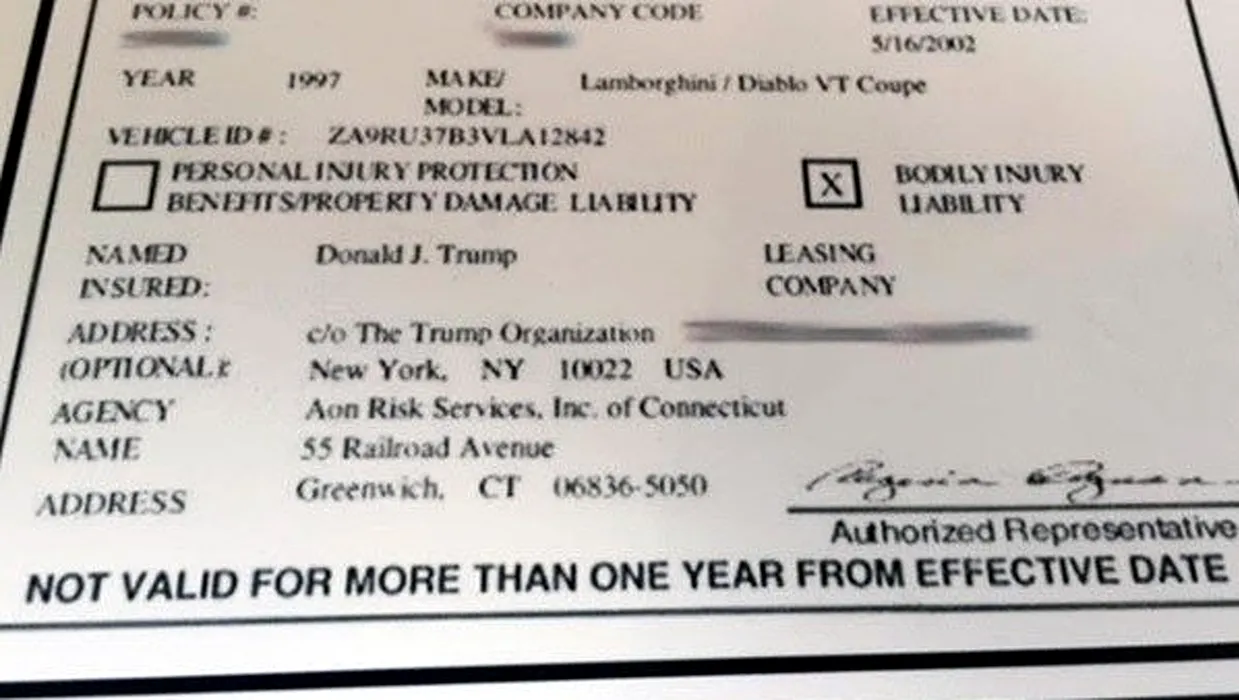 POLICY #: COMPANY CODE EFFECTIVE DATE:
5/16/2002
YEAR 1997 MAKE/ Lamborghini / Diablo VT Coupe
MODEL:
VEHICLE ID # : ZA9RU37B3VLA12842
PERSONAL INJURY PROTECTION
BENEFITS/PROPERTY DAMAGE LIABILITY
X BODILY INJURY
LIABILITY
NAMED Donald J. Trump LEASING
INSURED: COMPANY
ADDRESS : c/o The Trump Organization
(OPTIONAL): New York, NY 10022 USA
AGENCY Aon Risk Services, Inc. of Connecticut
NAME 55 Railroad Avenue
ADDRESS Greenwich, CT 06836-5050
Authorized Representative
NOT VALID FOR MORE THAN ONE YEAR FROM EFFECTIVE DATE